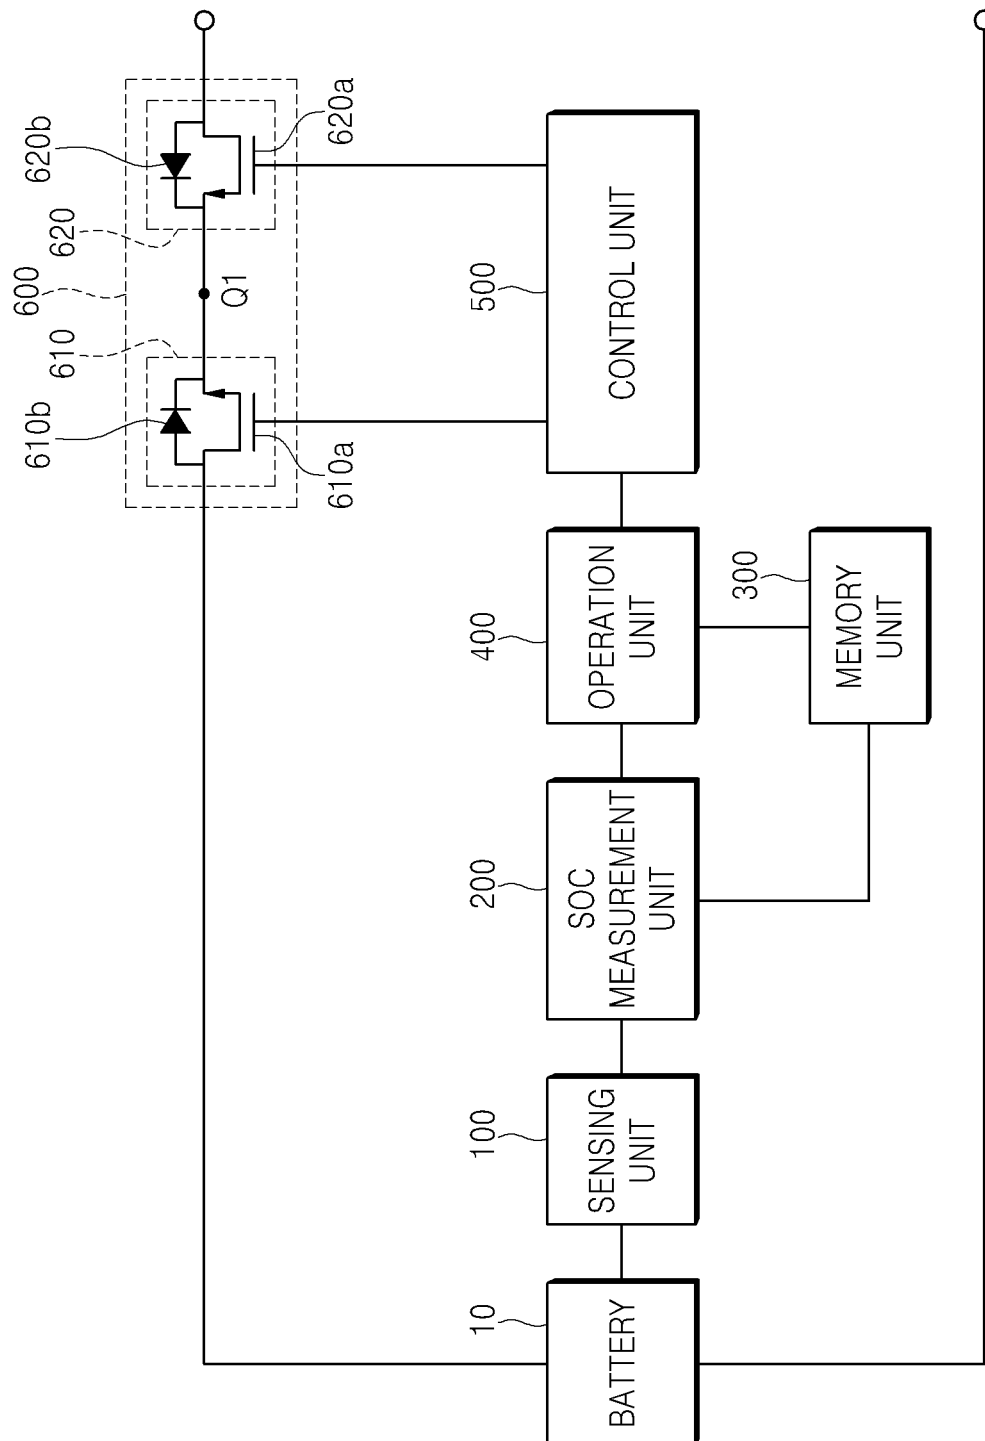 600
610
620
610b
620b
Q1
610a
620a
10
BATTERY
100
SENSING
UNIT
200
SOC
MEASUREMENT
UNIT
400
OPERATION
UNIT
500
CONTROL UNIT
300
MEMORY
UNIT